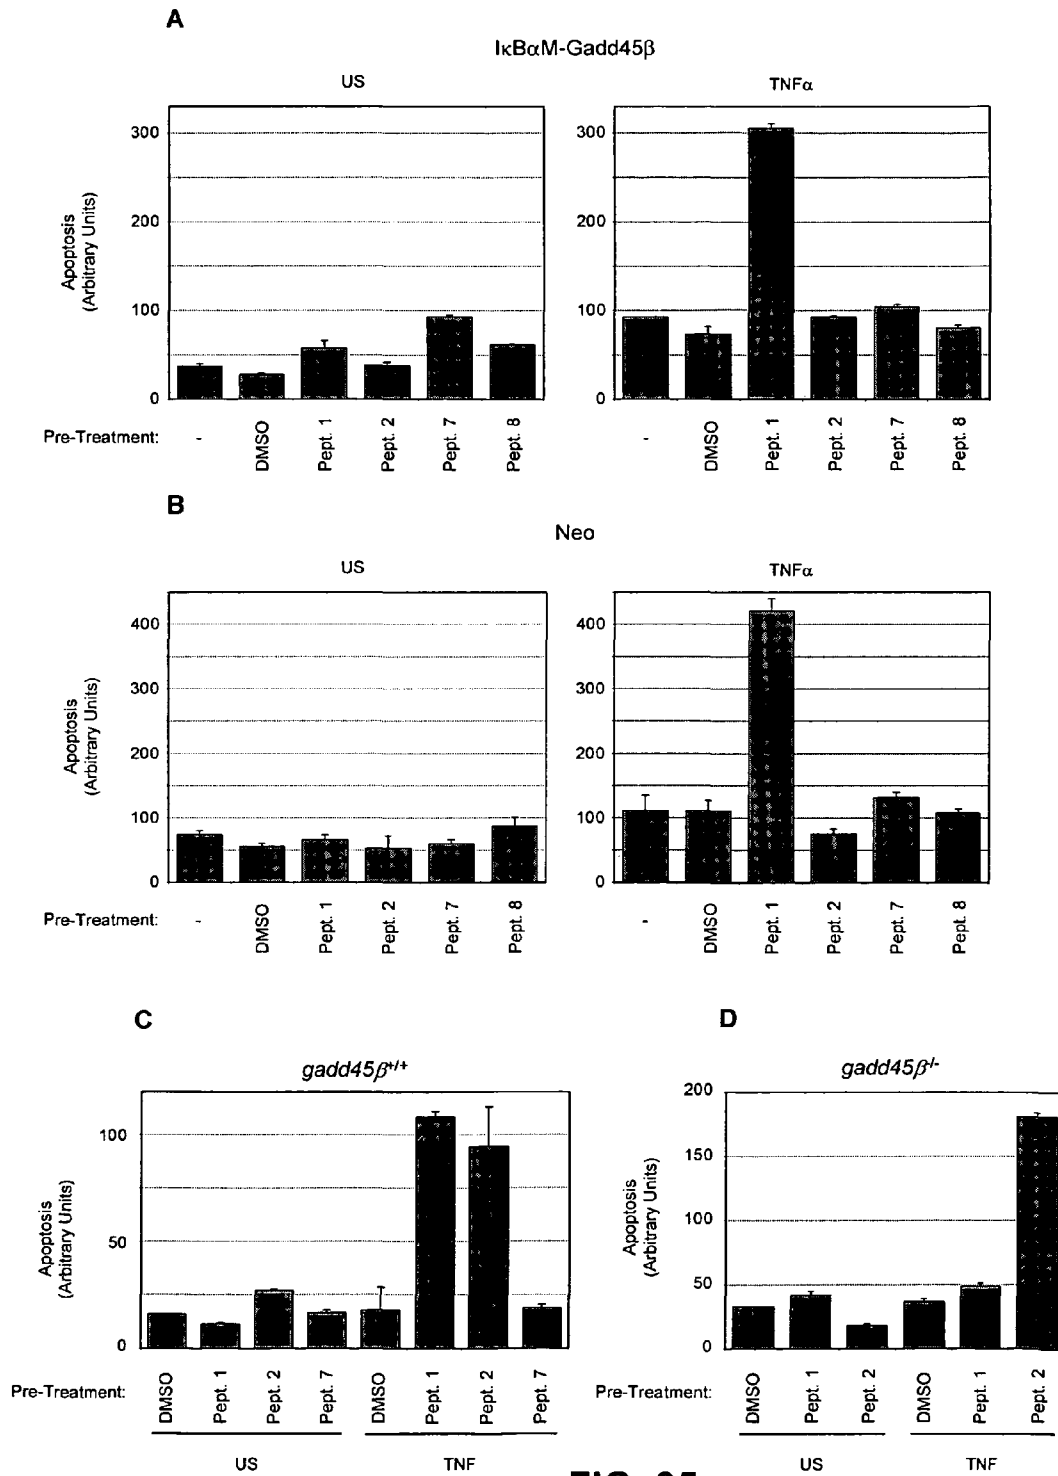 A
IκBαM-Gadd45β
US
TNFα
Apoptosis
(Arbitrary Units)
300
200
100
0
300
200
100
0
Pre-Treatment:
-
DMSO
Pept. 1
Pept. 2
Pept. 7
Pept. 8
-
DMSO
Pept. 1
Pept. 2
Pept. 7
Pept. 8
B
Neo
US
TNFα
Apoptosis
(Arbitrary Units)
400
300
200
100
0
400
300
200
100
0
Pre-Treatment:
-
DMSO
Pept. 1
Pept. 2
Pept. 7
Pept. 8
-
DMSO
Pept. 1
Pept. 2
Pept. 7
Pept. 8
C
gadd45β+/+
Apoptosis
(Arbitrary Units)
100
50
0
Pre-Treatment:
DMSO
Pept. 1
Pept. 2
Pept. 7
DMSO
Pept. 1
Pept. 2
Pept. 7
US
TNF
D
gadd45β-/-
Apoptosis
(Arbitrary Units)
200
150
100
50
0
Pre-Treatment:
DMSO
Pept. 1
Pept. 2
DMSO
Pept. 1
Pept. 2
US
TNF